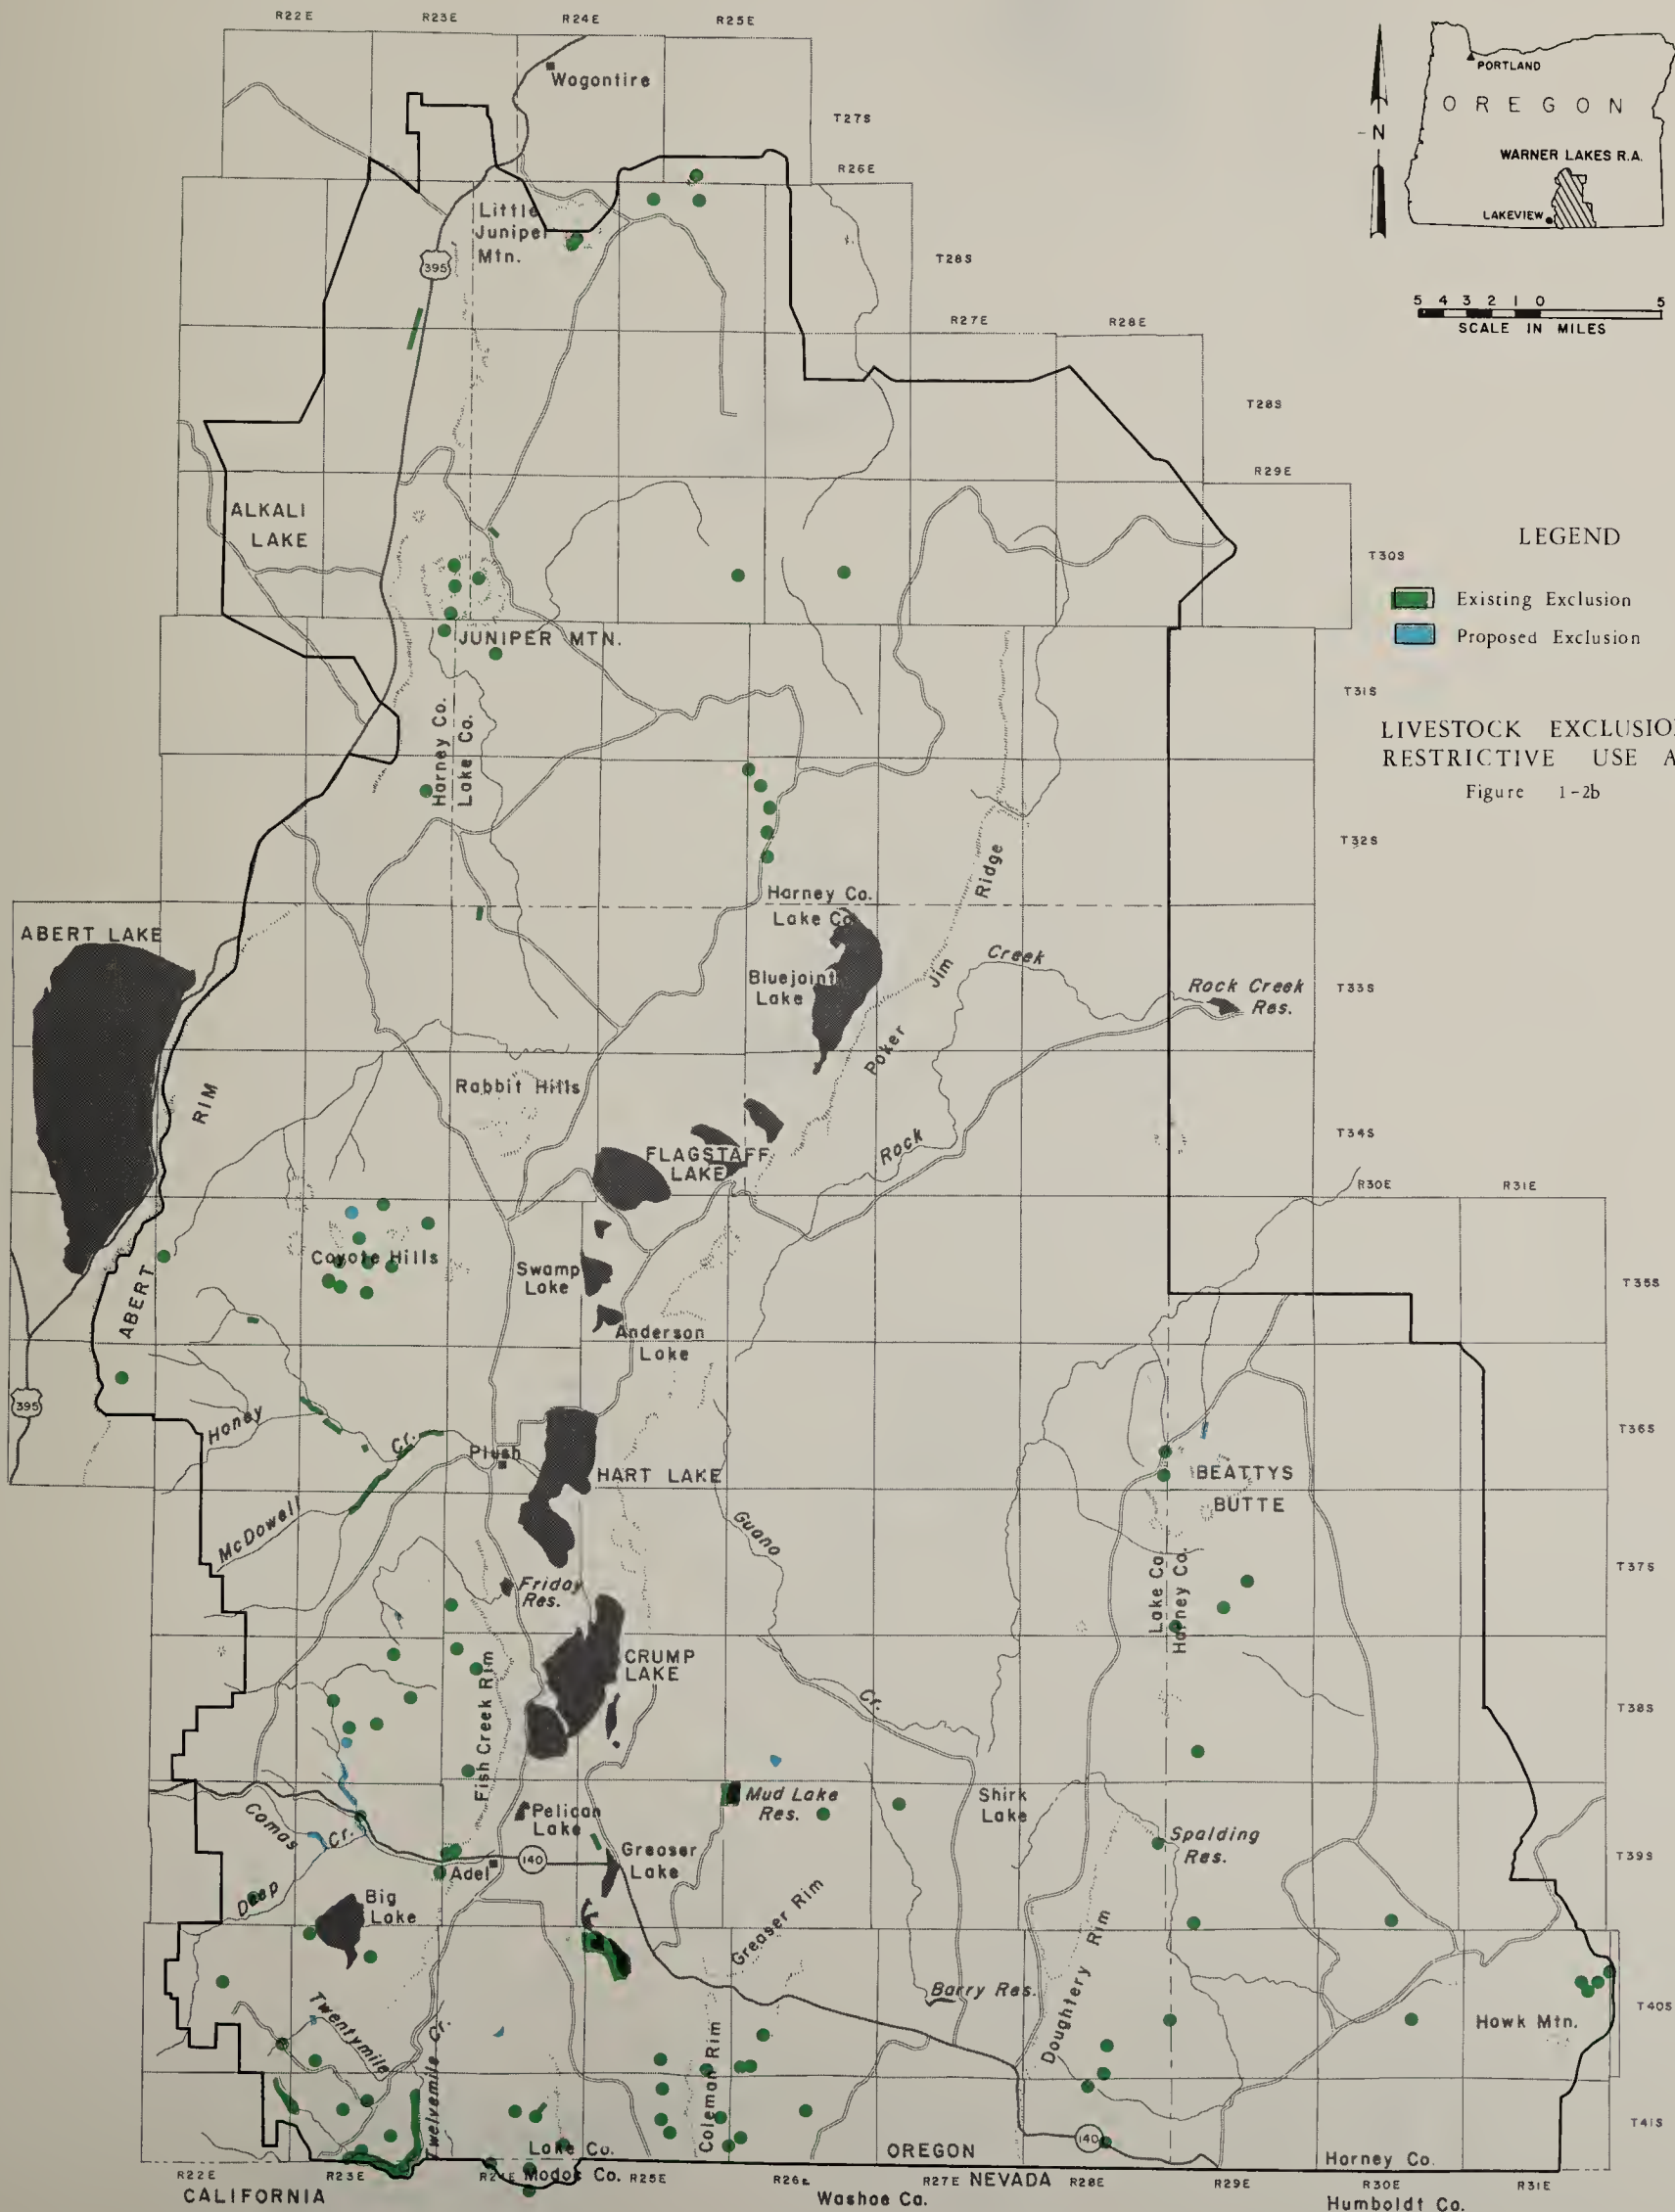 R22E
R23E
R24E
R25E
Wagontire
T27S
R26E
Little
Juniper
Mtn.
395
T28S
R27E
R28E
T28S
R29E
ALKALI
LAKE
T30S
JUNIPER MTN.
T31S
Harney Co.
Lake Co.
T32S
Ridge
Harney Co.
Lake Co.
ABERT LAKE
Bluejoint
Lake
Jim
Creek
Rock Creek
Res.
T33S
Poker
Rabbit Hills
RIM
FLAGSTAFF
LAKE
Rock
T34S
R30E
R31E
Coyote Hills
Swamp
Lake
ABERT
T35S
Anderson
Lake
395
Honey
Cr.
Plush
HART LAKE
T36S
BEATTYS
BUTTE
McDowell
Guano
Friday
Res.
Lake Co.
Harney Co.
T37S
CRUMP
LAKE
Fish Creek Rim
Cr.
T38S
Mud Lake
Res.
Shirk
Lake
Pelican
Lake
Camas
Cr.
140
Adel
Greaser
Lake
Spalding
Res.
T39S
Deep
Big
Lake
Greaser Rim
Doughtery Rim
Barry Res.
Twentymile
Twelvemile Cr.
Coleman Rim
Hawk Mtn.
T40S
T41S
140
Lake Co.
OREGON
Harney Co.
R22E
R23E
R24E
Modoc Co.
R25E
R26E
R27E
NEVADA
R28E
R29E
R30E
R31E
CALIFORNIA
Washoe Co.
Humboldt Co.
N
PORTLAND
OREGON
WARNER LAKES R.A.
LAKEVIEW
5 4 3 2 1 0 5
SCALE IN MILES
LEGEND
Existing Exclusion
Proposed Exclusion
LIVESTOCK
RESTRICTIVE USE
Figure 1-2b